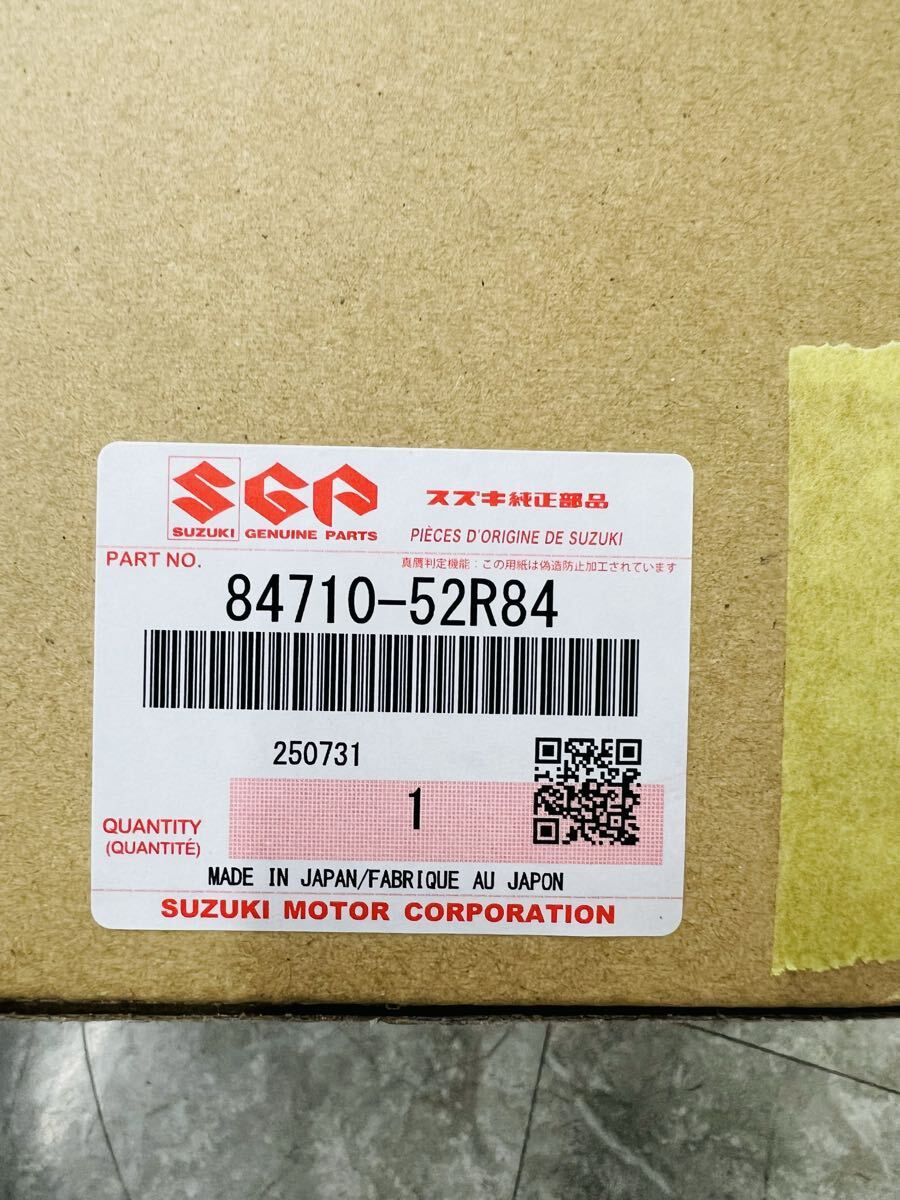 SGP
SUZUKI GENUINE PARTS
スズキ純正部品
PIÈCES D'ORIGINE DE SUZUKI
PART NO.
真贋判定機能：この用紙は偽造防止加工されています
84710-52R84
250731
1
QUANTITY
(QUANTITÉ)
MADE IN JAPAN/FABRIQUE AU JAPON
SUZUKI MOTOR CORPORATION